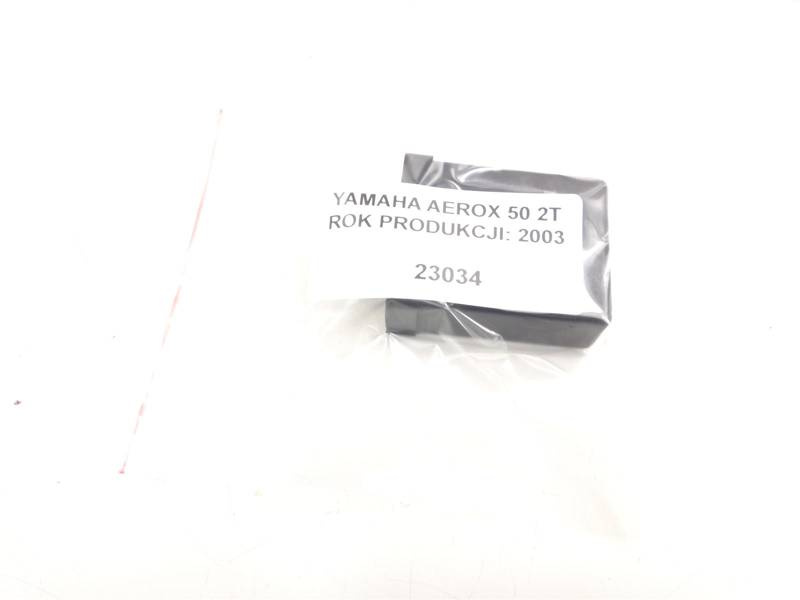 YAMAHA AEROX 50 2T
ROK PRODUKCJI: 2003
23034